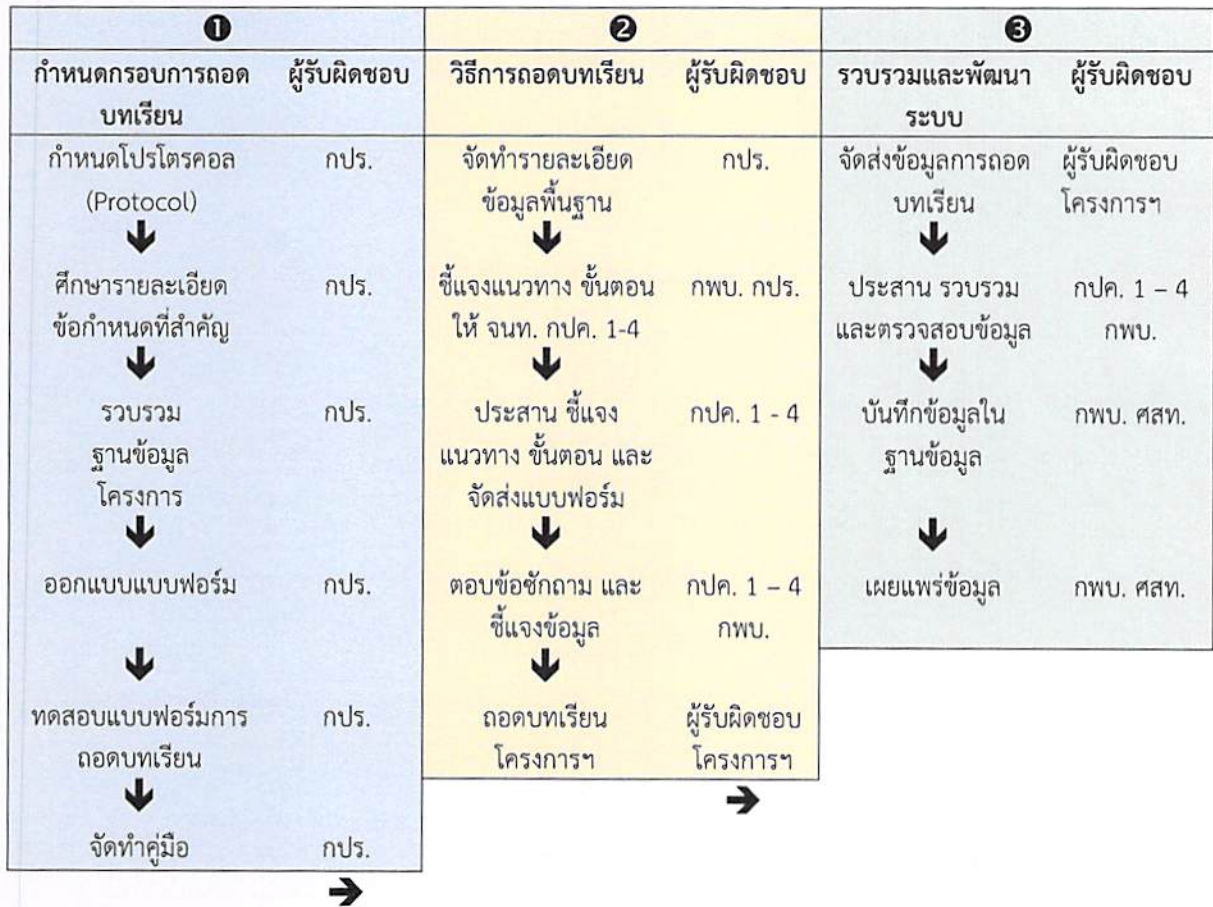 ❶
กำหนดกรอบการถอด ผู้รับผิดชอบ
บทเรียน
กำหนดโปรโตรคอล กปร.
(Protocol)
ศึกษารายละเอียด กปร.
ข้อกำหนดที่สำคัญ
รวบรวม กปร.
ฐานข้อมูล
โครงการ
ออกแบบแบบฟอร์ม กปร.
ทดสอบแบบฟอร์มการ กปร.
ถอดบทเรียน
จัดทำคู่มือ กปร.
❷
วิธีการถอดบทเรียน ผู้รับผิดชอบ
จัดทำรายละเอียด กปร.
ข้อมูลพื้นฐาน
ชี้แจงแนวทาง ขั้นตอน กพบ. กปร.
ให้ จนท. กปค. 1-4
ประสาน ชี้แจง กปค. 1 - 4
แนวทาง ขั้นตอน และ
จัดส่งแบบฟอร์ม
ตอบข้อซักถาม และ กปค. 1 – 4
ชี้แจงข้อมูล กพบ.
ถอดบทเรียน ผู้รับผิดชอบ
โครงการฯ โครงการฯ
❸
รวบรวมและพัฒนา ผู้รับผิดชอบ
ระบบ
จัดส่งข้อมูลการถอด ผู้รับผิดชอบ
บทเรียน โครงการฯ
ประสาน รวบรวม กปค. 1 – 4
และตรวจสอบข้อมูล กพบ.
บันทึกข้อมูลใน กพบ. ศสท.
ฐานข้อมูล
เผยแพร่ข้อมูล กพบ. ศสท.